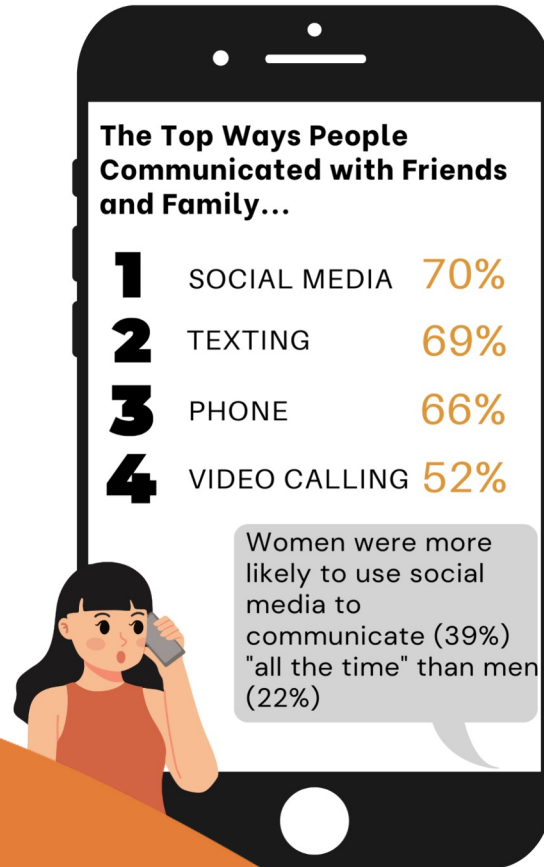 The Top Ways People
Communicated with Friends
and Family...
1 SOCIAL MEDIA 70%
2 TEXTING 69%
3 PHONE 66%
4 VIDEO CALLING 52%
Women were more
likely to use social
media to
communicate (39%)
"all the time" than men
(22%)